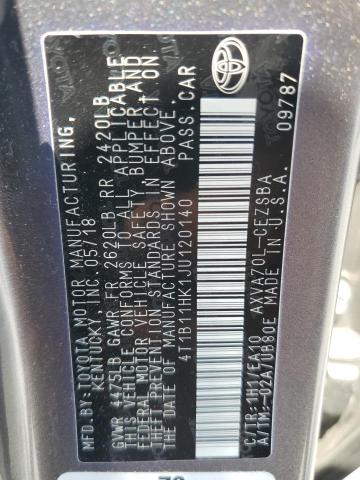 MFD.BY:TOYOTA MOTOR MANUFACTURING,
KENTUCKY, INC. 05/18
GVWR 4475LB GAWR FR 2620LB RR 2420LB
THIS VEHICLE CONFORMS TO ALL APPLICABLE
FEDERAL MOTOR VEHICLE SAFETY, BUMPER, AND
THEFT PREVENTION STANDARDS IN EFFECT ON
THE DATE OF MANUFACTURE SHOWN ABOVE.
4T1B11HK1JU120140 PASS.CAR
C/TR:1H1/EA10 AXVA70L-CEZSBA
A/TM:-02A/UB80E MADE IN U.S.A.
09787